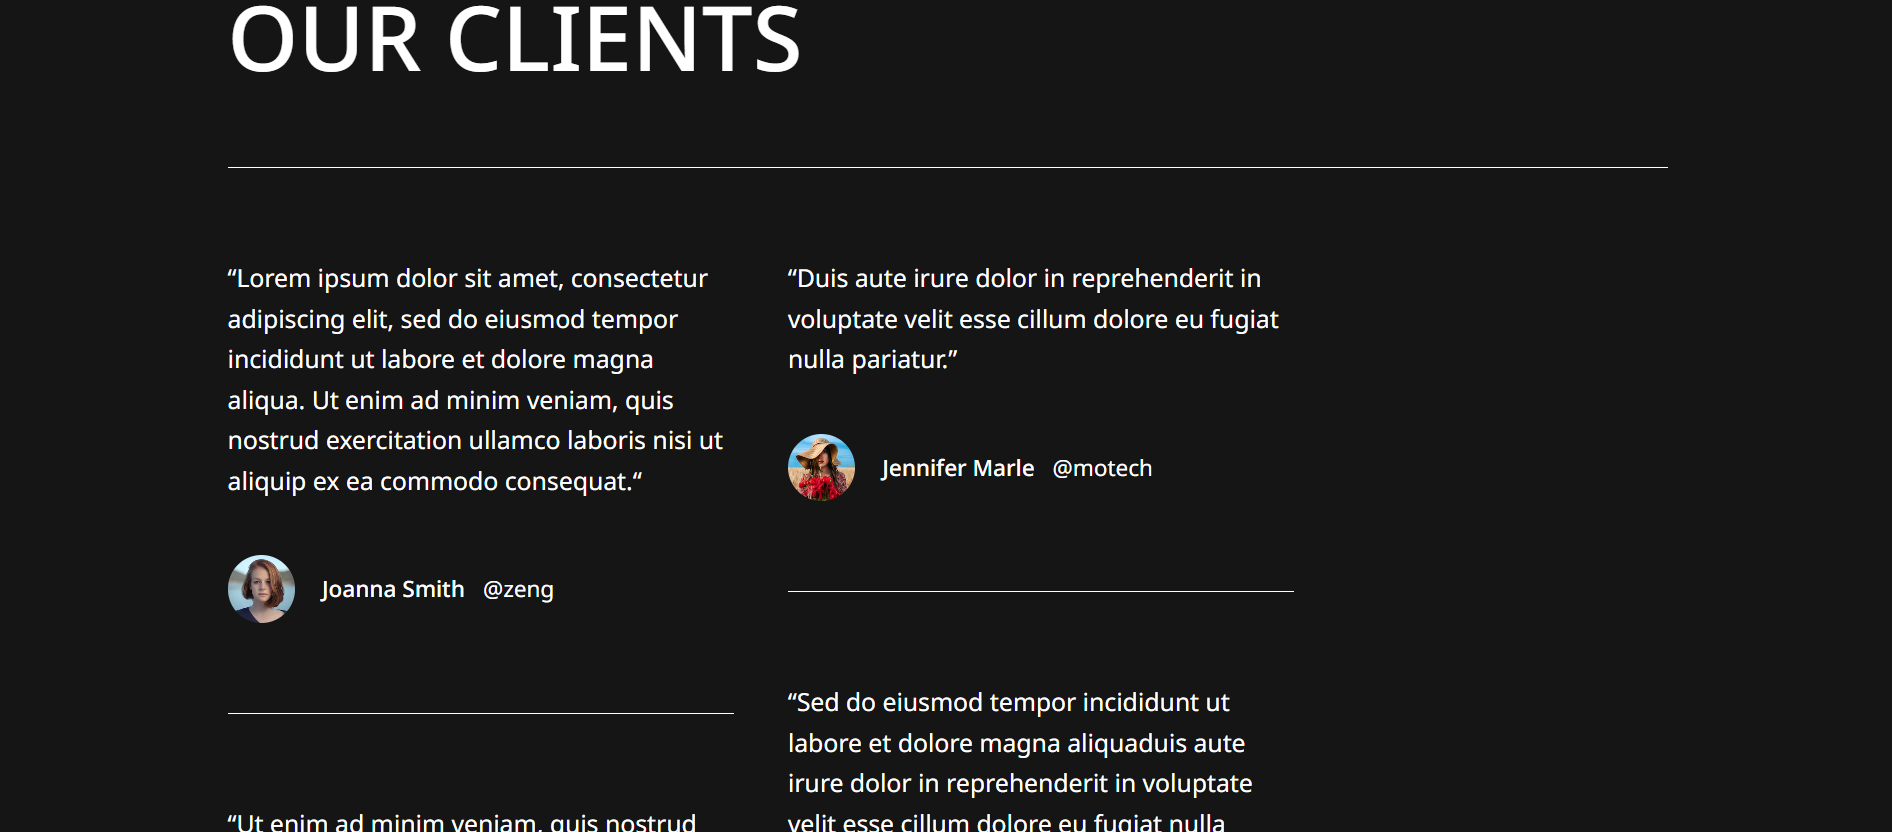 OUR CLIENTS
“Lorem ipsum dolor sit amet, consectetur
adipiscing elit, sed do eiusmod tempor
incididunt ut labore et dolore magna
aliqua. Ut enim ad minim veniam, quis
nostrud exercitation ullamco laboris nisi ut
aliquip ex ea commodo consequat.“
Joanna Smith @zeng
“Ut enim ad minim veniam, quis nostrud
“Duis aute irure dolor in reprehenderit in
voluptate velit esse cillum dolore eu fugiat
nulla pariatur.”
Jennifer Marle @motech
“Sed do eiusmod tempor incididunt ut
labore et dolore magna aliquaduis aute
irure dolor in reprehenderit in voluptate
velit esse cillum dolore eu fugiat nulla